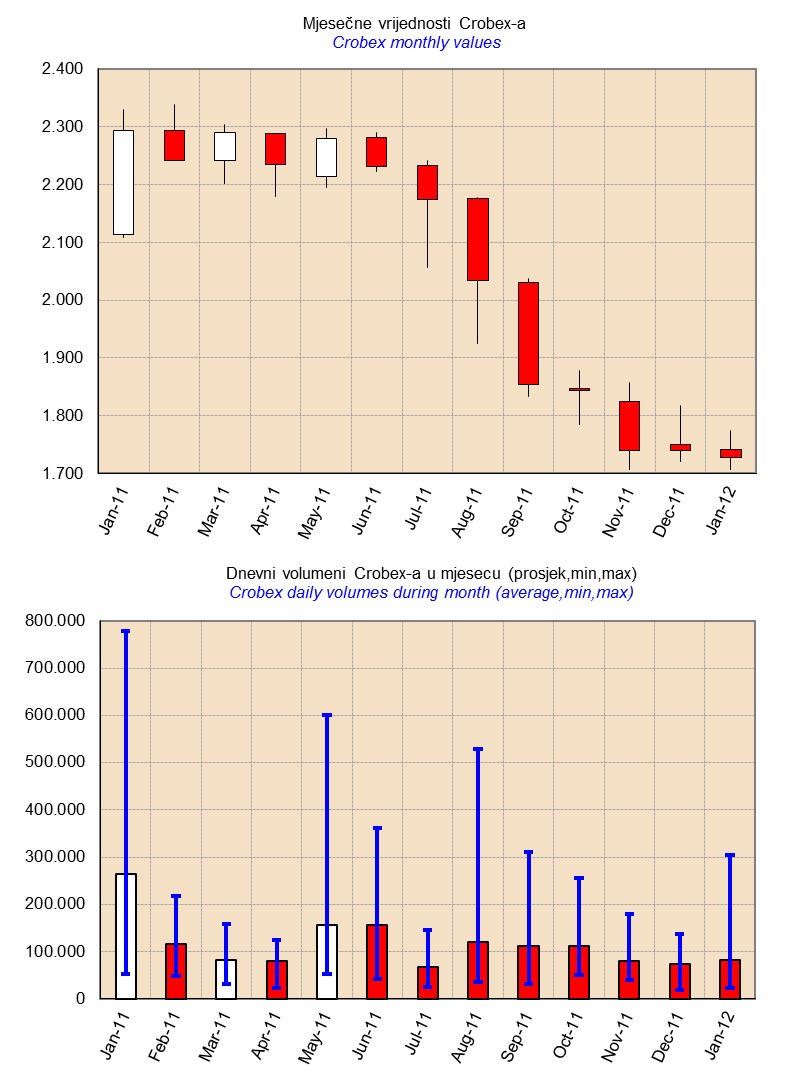 Mjesečne vrijednosti Crobex-a
Crobex monthly values
2.400
2.300
2.200
2.100
2.000
1.900
1.800
1.700
Jan-11 Feb-11 Mar-11 Apr-11 May-11 Jun-11 Jul-11 Aug-11 Sep-11 Oct-11 Nov-11 Dec-11 Jan-12
Dnevni volumeni Crobex-a u mjesecu (prosjek,min,max)
Crobex daily volumes during month (average,min,max)
800.000
700.000
600.000
500.000
400.000
300.000
200.000
100.000
0
Jan-11 Feb-11 Mar-11 Apr-11 May-11 Jun-11 Jul-11 Aug-11 Sep-11 Oct-11 Nov-11 Dec-11 Jan-12